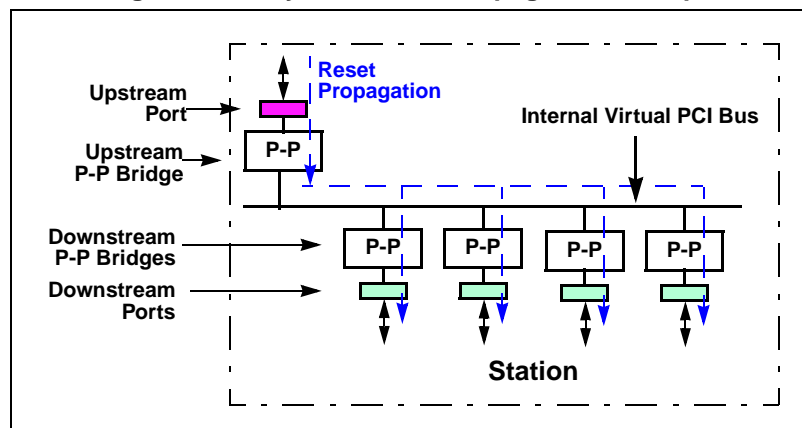 Reset
Propagation
Upstream
Port
Internal Virtual PCI Bus
P-P
Upstream
P-P Bridge
Downstream
P-P Bridges
P-P
P-P
P-P
P-P
Downstream
Ports
Station